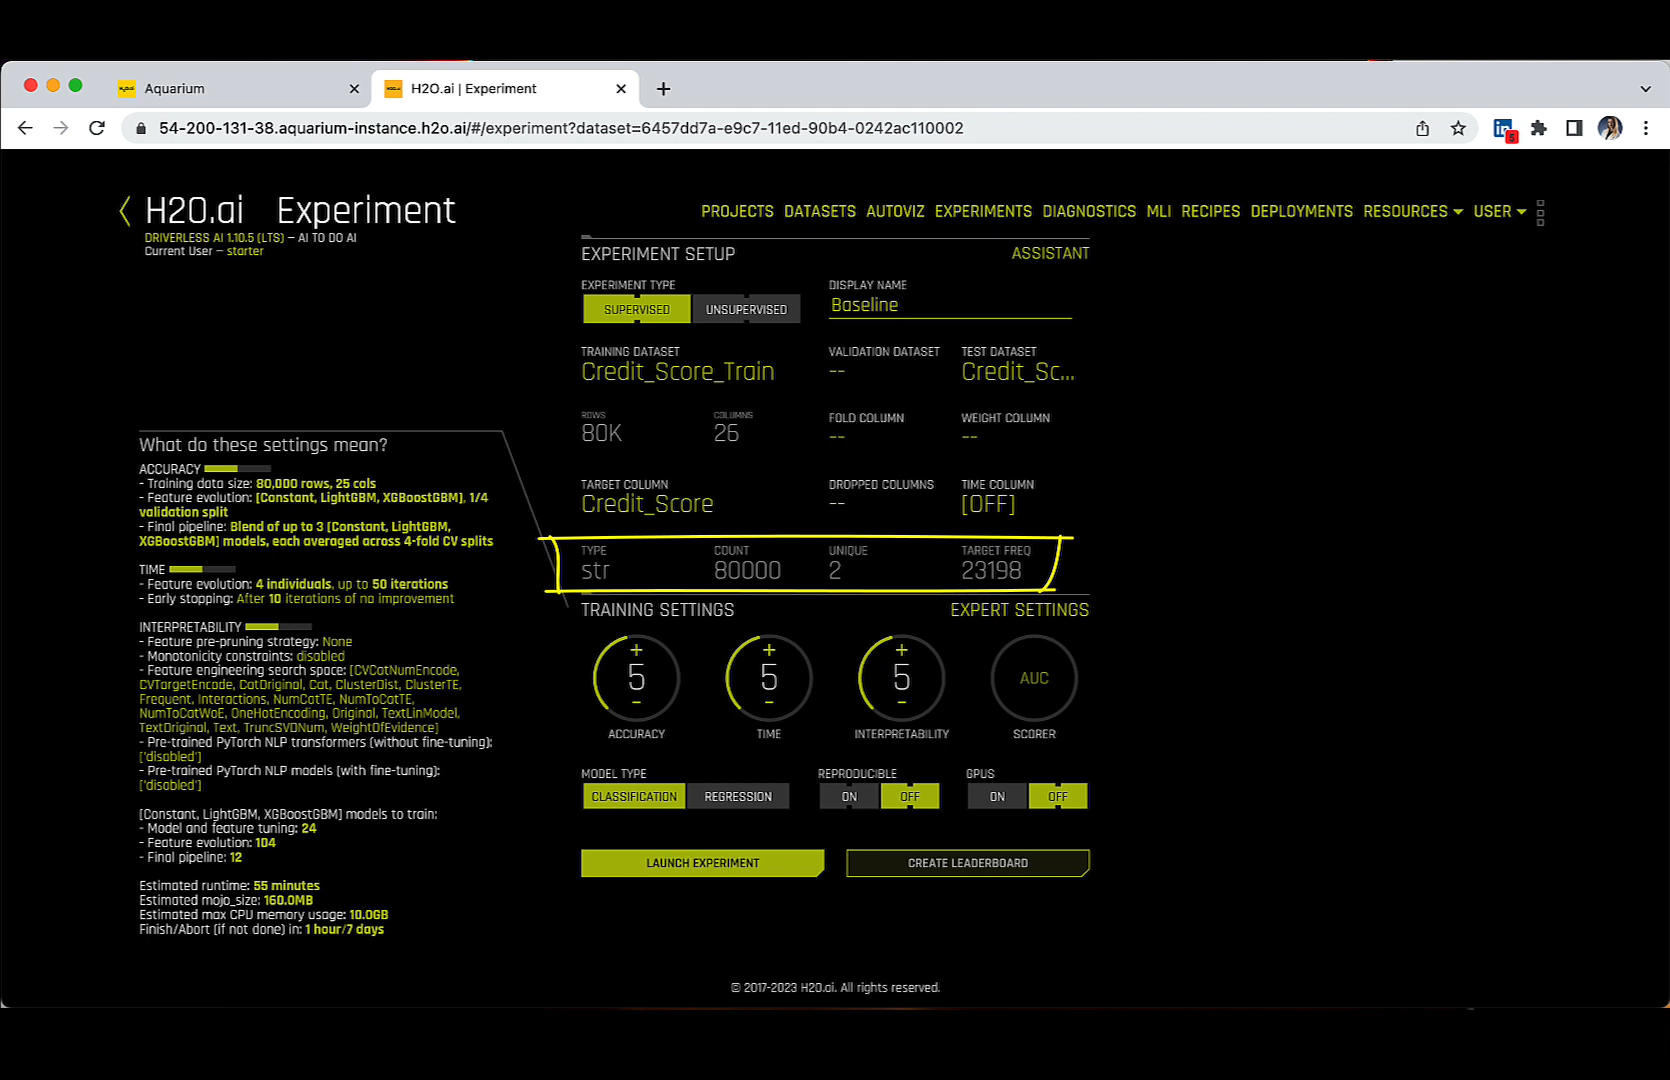 Aquarium
H2O.ai | Experiment
54-200-131-38.aquarium-instance.h2o.ai/#/experiment?dataset=6457dd7a-e9c7-11ed-90b4-0242ac110002
5
H2O.ai Experiment
DRIVERLESS AI 1.10.5 (LTS) – AI TO DO AI
Current User – starter
PROJECTS DATASETS AUTOVIZ EXPERIMENTS DIAGNOSTICS MLI RECIPES DEPLOYMENTS RESOURCES USER
What do these settings mean?
ACCURACY
- Training data size: 80,000 rows, 25 cols
- Feature evolution: [Constant, LightGBM, XGBoostGBM], 1/4
validation split
- Final pipeline: Blend of up to 3 [Constant, LightGBM,
XGBoostGBM] models, each averaged across 4-fold CV splits
TIME
- Feature evolution: 4 individuals, up to 50 iterations
- Early stopping: After 10 iterations of no improvement
INTERPRETABILITY
- Feature pre-pruning strategy: None
- Monotonicity constraints: disabled
- Feature engineering search space: [CVCatNumEncode,
CVTargetEncode, CatOriginal, Cat, ClusterDist, ClusterTE,
Frequent, Interactions, NumCatTE, NumToCatTE,
NumToCatWoE, OneHotEncoding, Original, TextLinModel,
TextOriginal, Text, TruncSVDNum, WeightOfEvidence]
- Pre-trained PyTorch NLP transformers (without fine-tuning):
['disabled']
- Pre-trained PyTorch NLP models (with fine-tuning):
['disabled']
[Constant, LightGBM, XGBoostGBM] models to train:
- Model and feature tuning: 24
- Feature evolution: 104
- Final pipeline: 12
Estimated runtime: 55 minutes
Estimated mojo_size: 160.0MB
Estimated max CPU memory usage: 10.0GB
Finish/Abort (if not done) in: 1 hour/7 days
EXPERIMENT SETUP ASSISTANT
EXPERIMENT TYPE DISPLAY NAME
SUPERVISED UNSUPERVISED Baseline
TRAINING DATASET VALIDATION DATASET TEST DATASET
Credit_Score_Train -- Credit_Sc...
ROWS COLUMNS FOLD COLUMN WEIGHT COLUMN
80K 26 -- --
TARGET COLUMN DROPPED COLUMNS TIME COLUMN
Credit_Score -- [OFF]
TYPE COUNT UNIQUE TARGET FREQ
str 80000 2 23198
TRAINING SETTINGS EXPERT SETTINGS
+ + +
5 5 5 AUC
- - -
ACCURACY TIME INTERPRETABILITY SCORER
MODEL TYPE REPRODUCIBLE GPUS
CLASSIFICATION REGRESSION ON OFF ON OFF
LAUNCH EXPERIMENT CREATE LEADERBOARD
© 2017-2023 H2O.ai. All rights reserved.